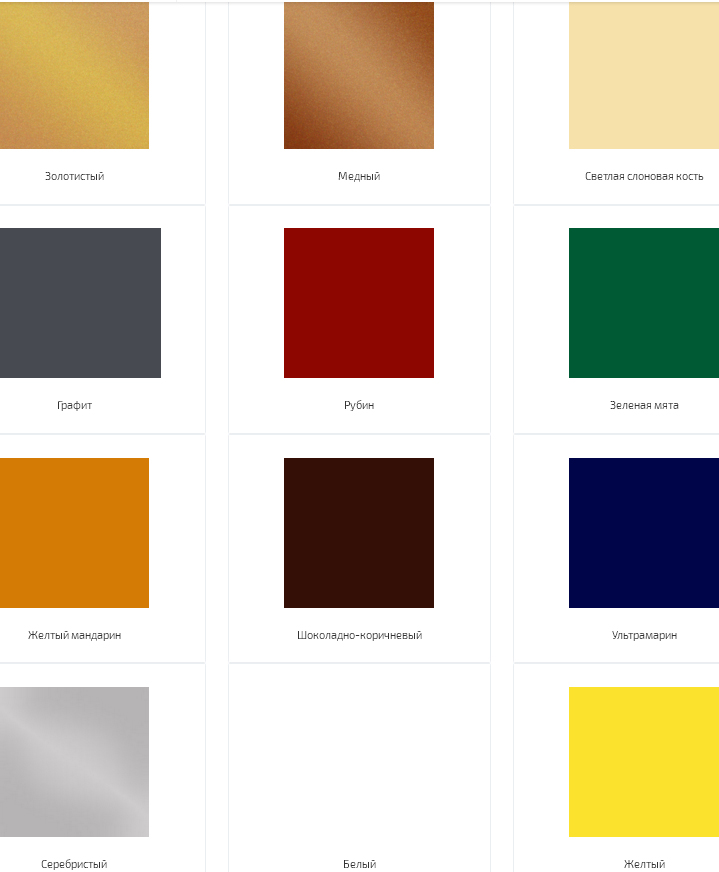 Золотистый
Медный
Светлая слоновая кость
Графит
Рубин
Зеленая мята
Желтый мандарин
Шоколадно-коричневый
Ультрамарин
Серебристый
Белый
Желтый